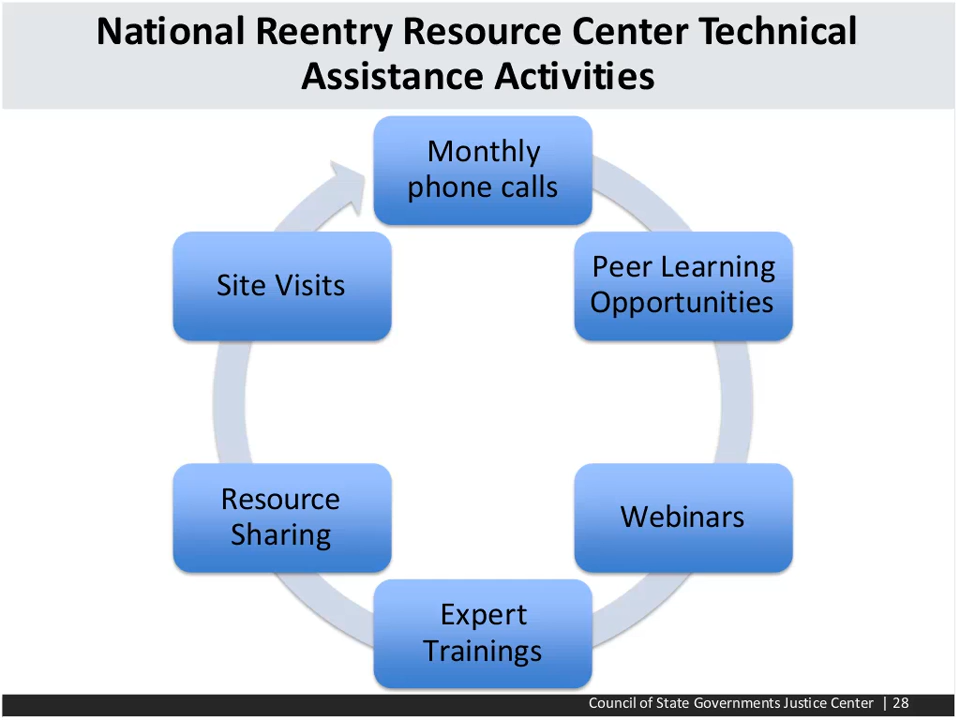 National Reentry Resource Center Technical
Assistance Activities
Monthly
phone calls
Peer Learning
Opportunities
Webinars
Expert
Trainings
Resource
Sharing
Site Visits
Council of State Governments Justice Center | 28